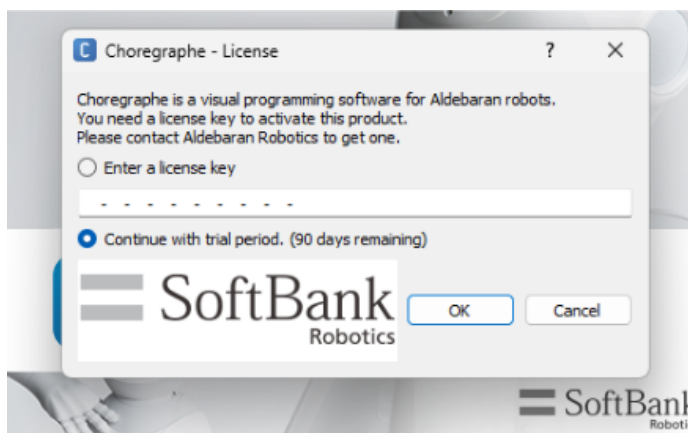 Choregraphe - License
Choregraphe is a visual programming software for Aldebaran robots.
You need a license key to activate this product.
Please contact Aldebaran Robotics to get one.
Enter a license key
- - - - - - - - -
Continue with trial period. (90 days remaining)
SoftBank
Robotics
OK
Cancel
SoftBank
Roboti